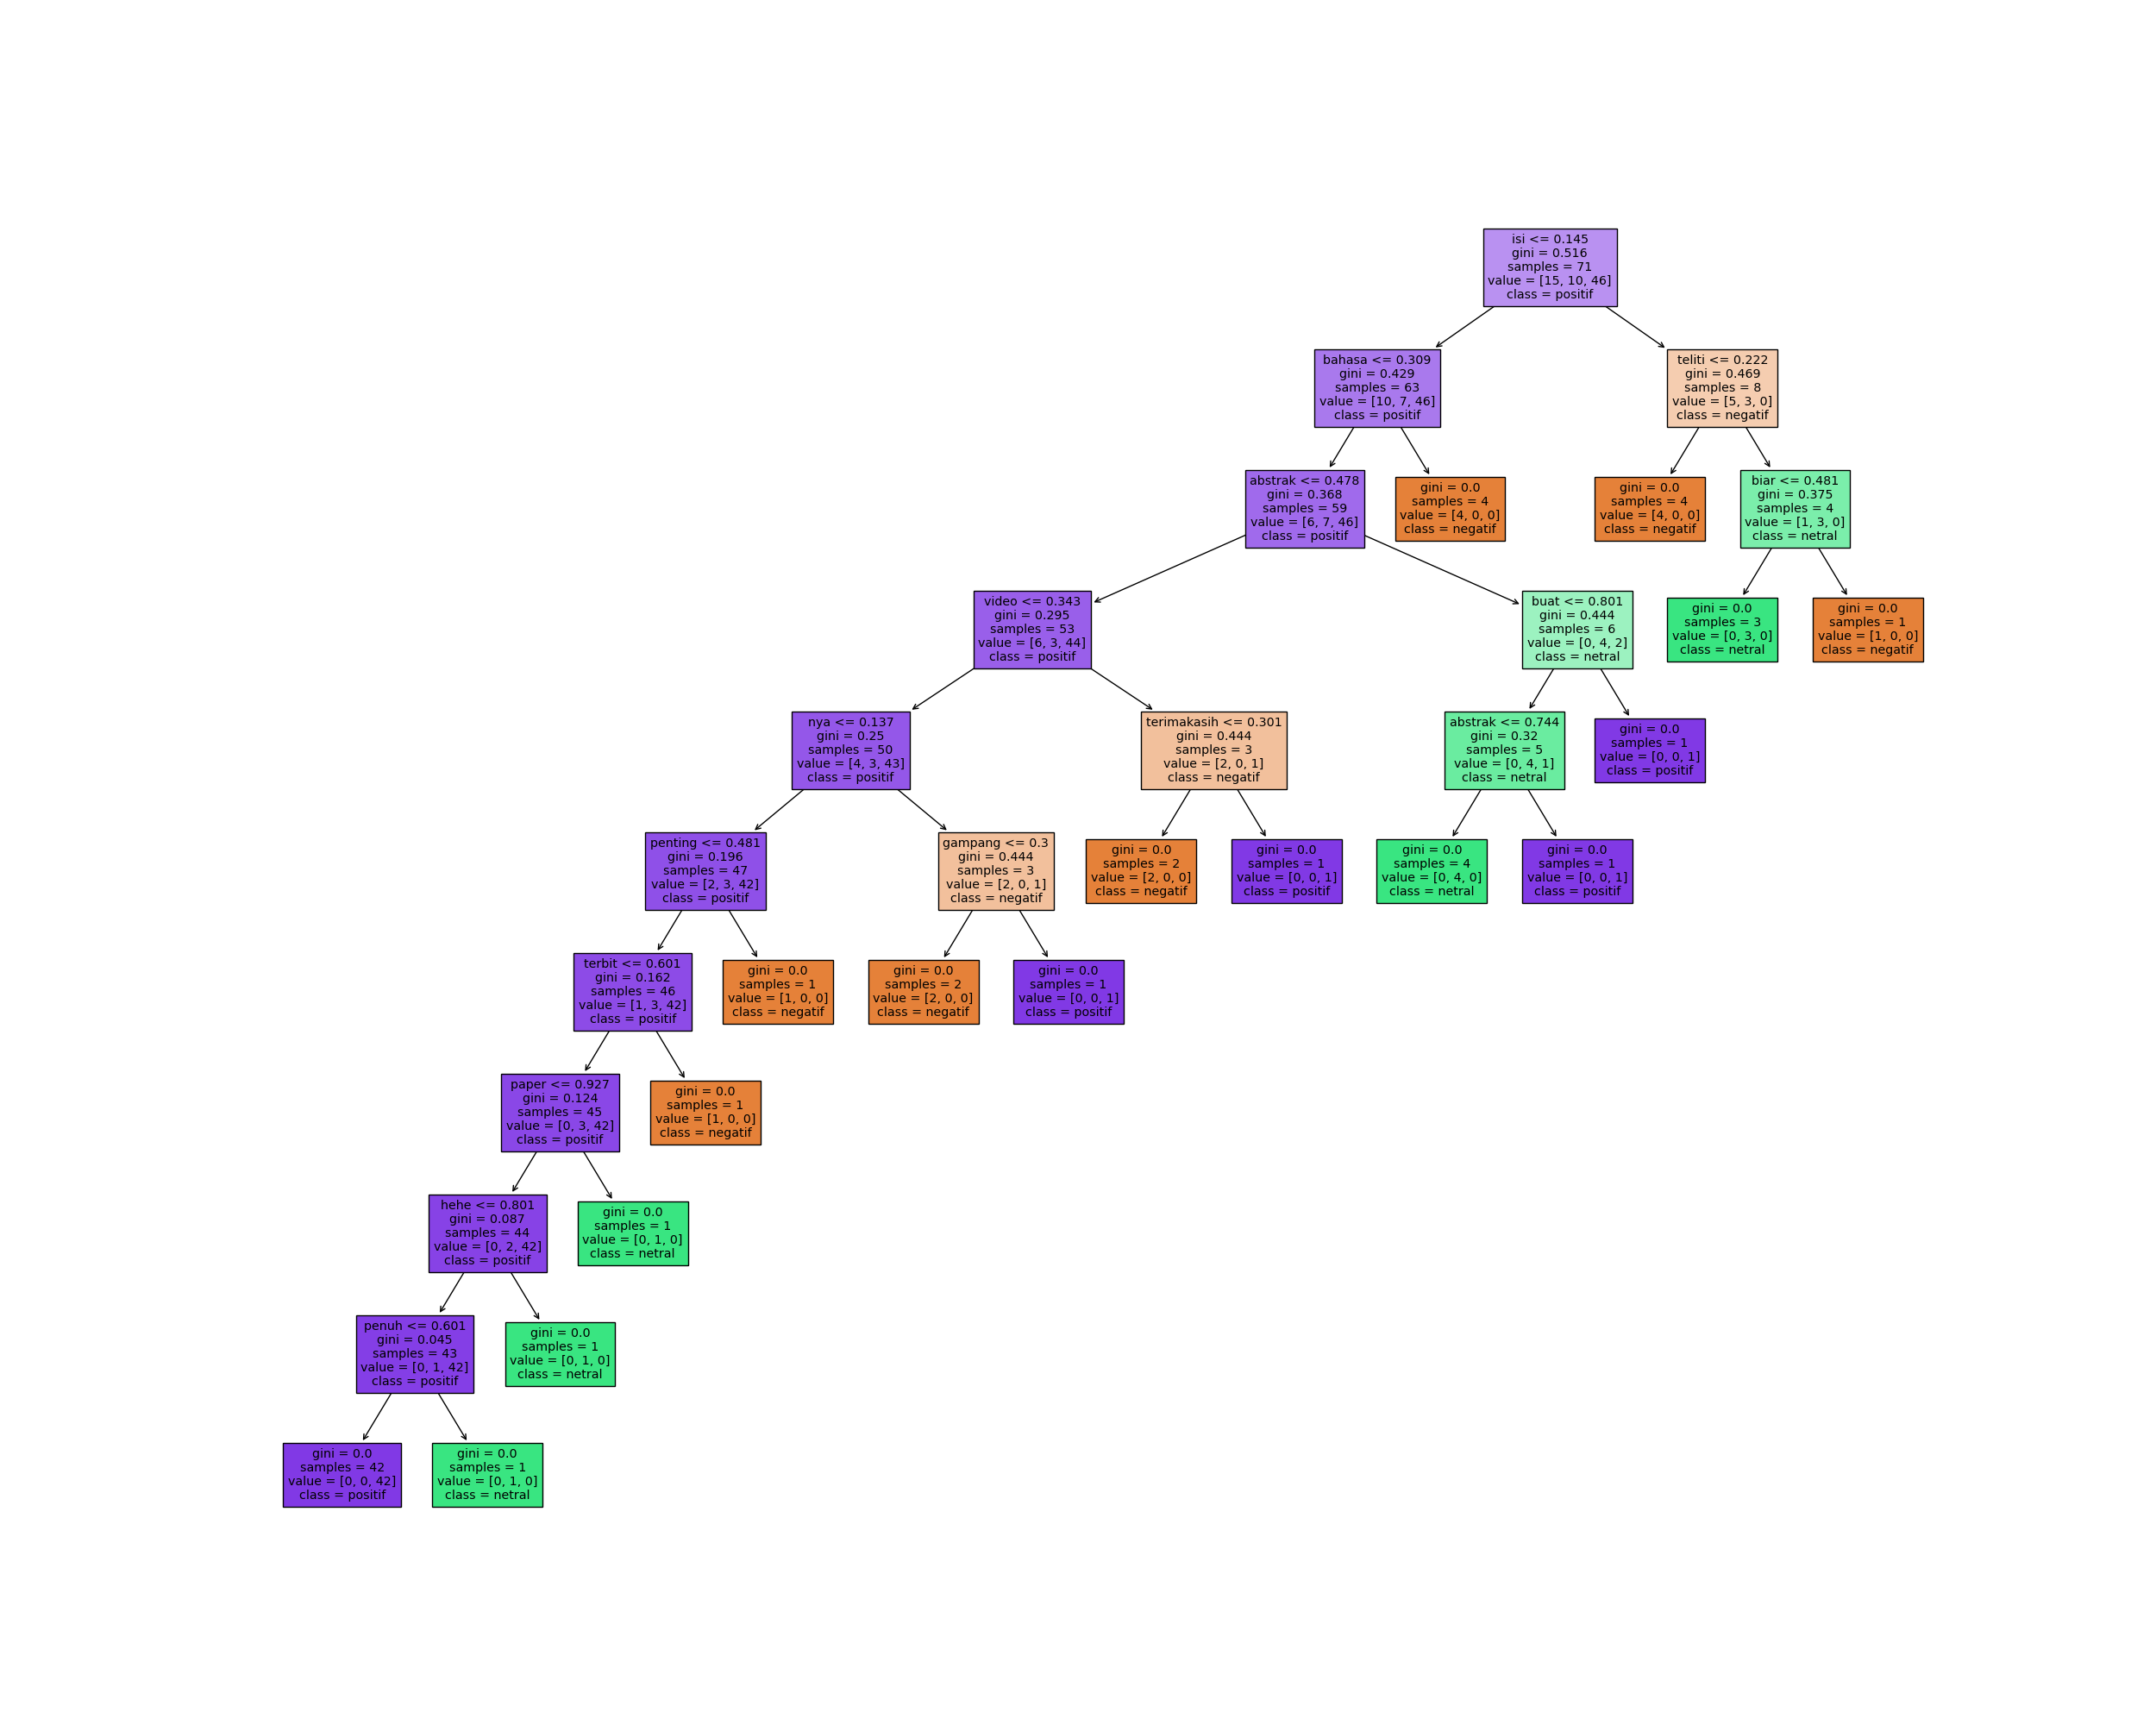 isi <= 0.145
gini = 0.516
samples = 71
value = [15, 10, 46]
class = positif
bahasa <= 0.309
gini = 0.429
samples = 63
value = [10, 7, 46]
class = positif
teliti <= 0.222
gini = 0.469
samples = 8
value = [5, 3, 0]
class = negatif
abstrak <= 0.478
gini = 0.368
samples = 59
value = [6, 7, 46]
class = positif
gini = 0.0
samples = 4
value = [4, 0, 0]
class = negatif
gini = 0.0
samples = 4
value = [4, 0, 0]
class = negatif
biar <= 0.481
gini = 0.375
samples = 4
value = [1, 3, 0]
class = netral
video <= 0.343
gini = 0.295
samples = 53
value = [6, 3, 44]
class = positif
buat <= 0.801
gini = 0.444
samples = 6
value = [0, 4, 2]
class = netral
gini = 0.0
samples = 3
value = [0, 3, 0]
class = netral
gini = 0.0
samples = 1
value = [1, 0, 0]
class = negatif
nya <= 0.137
gini = 0.25
samples = 50
value = [4, 3, 43]
class = positif
terimakasih <= 0.301
gini = 0.444
samples = 3
value = [2, 0, 1]
class = negatif
abstrak <= 0.744
gini = 0.32
samples = 5
value = [0, 4, 1]
class = netral
gini = 0.0
samples = 1
value = [0, 0, 1]
class = positif
penting <= 0.481
gini = 0.196
samples = 47
value = [2, 3, 42]
class = positif
gampang <= 0.3
gini = 0.444
samples = 3
value = [2, 0, 1]
class = negatif
gini = 0.0
samples = 2
value = [2, 0, 0]
class = negatif
gini = 0.0
samples = 1
value = [0, 0, 1]
class = positif
gini = 0.0
samples = 4
value = [0, 4, 0]
class = netral
gini = 0.0
samples = 1
value = [0, 0, 1]
class = positif
terbit <= 0.601
gini = 0.162
samples = 46
value = [1, 3, 42]
class = positif
gini = 0.0
samples = 1
value = [1, 0, 0]
class = negatif
gini = 0.0
samples = 2
value = [2, 0, 0]
class = negatif
gini = 0.0
samples = 1
value = [0, 0, 1]
class = positif
paper <= 0.927
gini = 0.124
samples = 45
value = [0, 3, 42]
class = positif
gini = 0.0
samples = 1
value = [1, 0, 0]
class = negatif
hehe <= 0.801
gini = 0.087
samples = 44
value = [0, 2, 42]
class = positif
gini = 0.0
samples = 1
value = [0, 1, 0]
class = netral
penuh <= 0.601
gini = 0.045
samples = 43
value = [0, 1, 42]
class = positif
gini = 0.0
samples = 1
value = [0, 1, 0]
class = netral
gini = 0.0
samples = 42
value = [0, 0, 42]
class = positif
gini = 0.0
samples = 1
value = [0, 1, 0]
class = netral